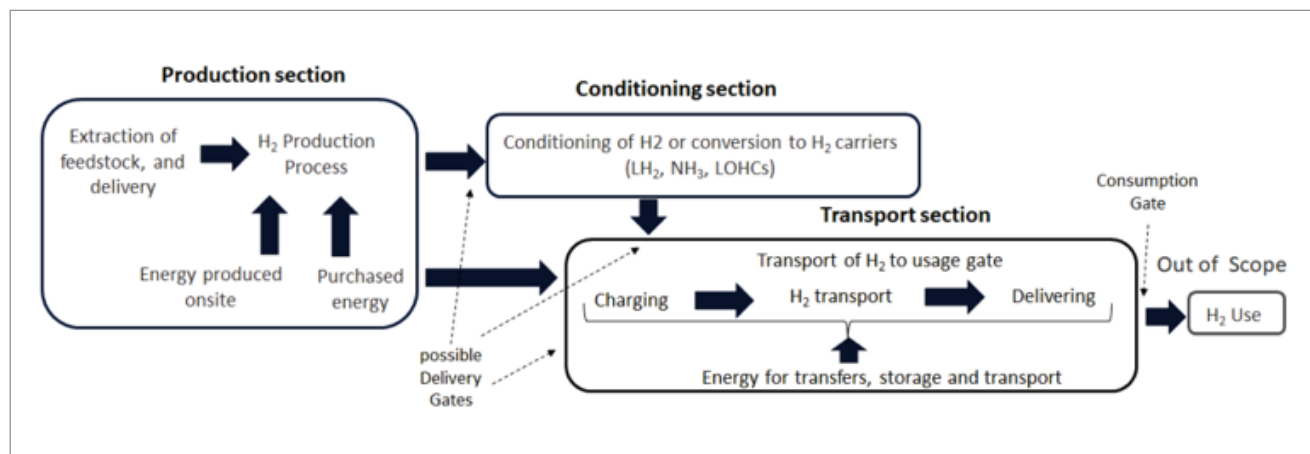 Production section
Extraction of
feedstock, and
delivery
H₂ Production
Process
Energy produced
onsite
Purchased
energy
Conditioning section
Conditioning of H2 or conversion to H₂ carriers
(LH₂, NH₃, LOHCs)
possible
Delivery
Gates
Transport section
Transport of H₂ to usage gate
Charging
H₂ transport
Delivering
Energy for transfers, storage and transport
Consumption
Gate
Out of Scope
H₂ Use